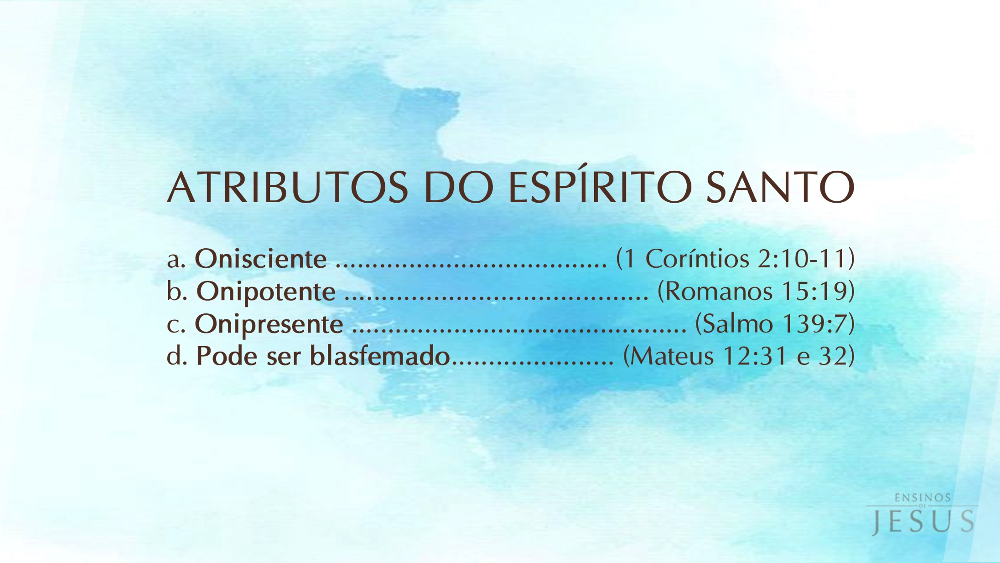 ATRIBUTOS DO ESPÍRITO SANTO
a. Onisciente ..................................... (1 Coríntios 2:10-11)
b. Onipotente ......................................... (Romanos 15:19)
c. Onipresente .............................................. (Salmo 139:7)
d. Pode ser blasfemado...................... (Mateus 12:31 e 32)
ENSINOS
DE
JESUS